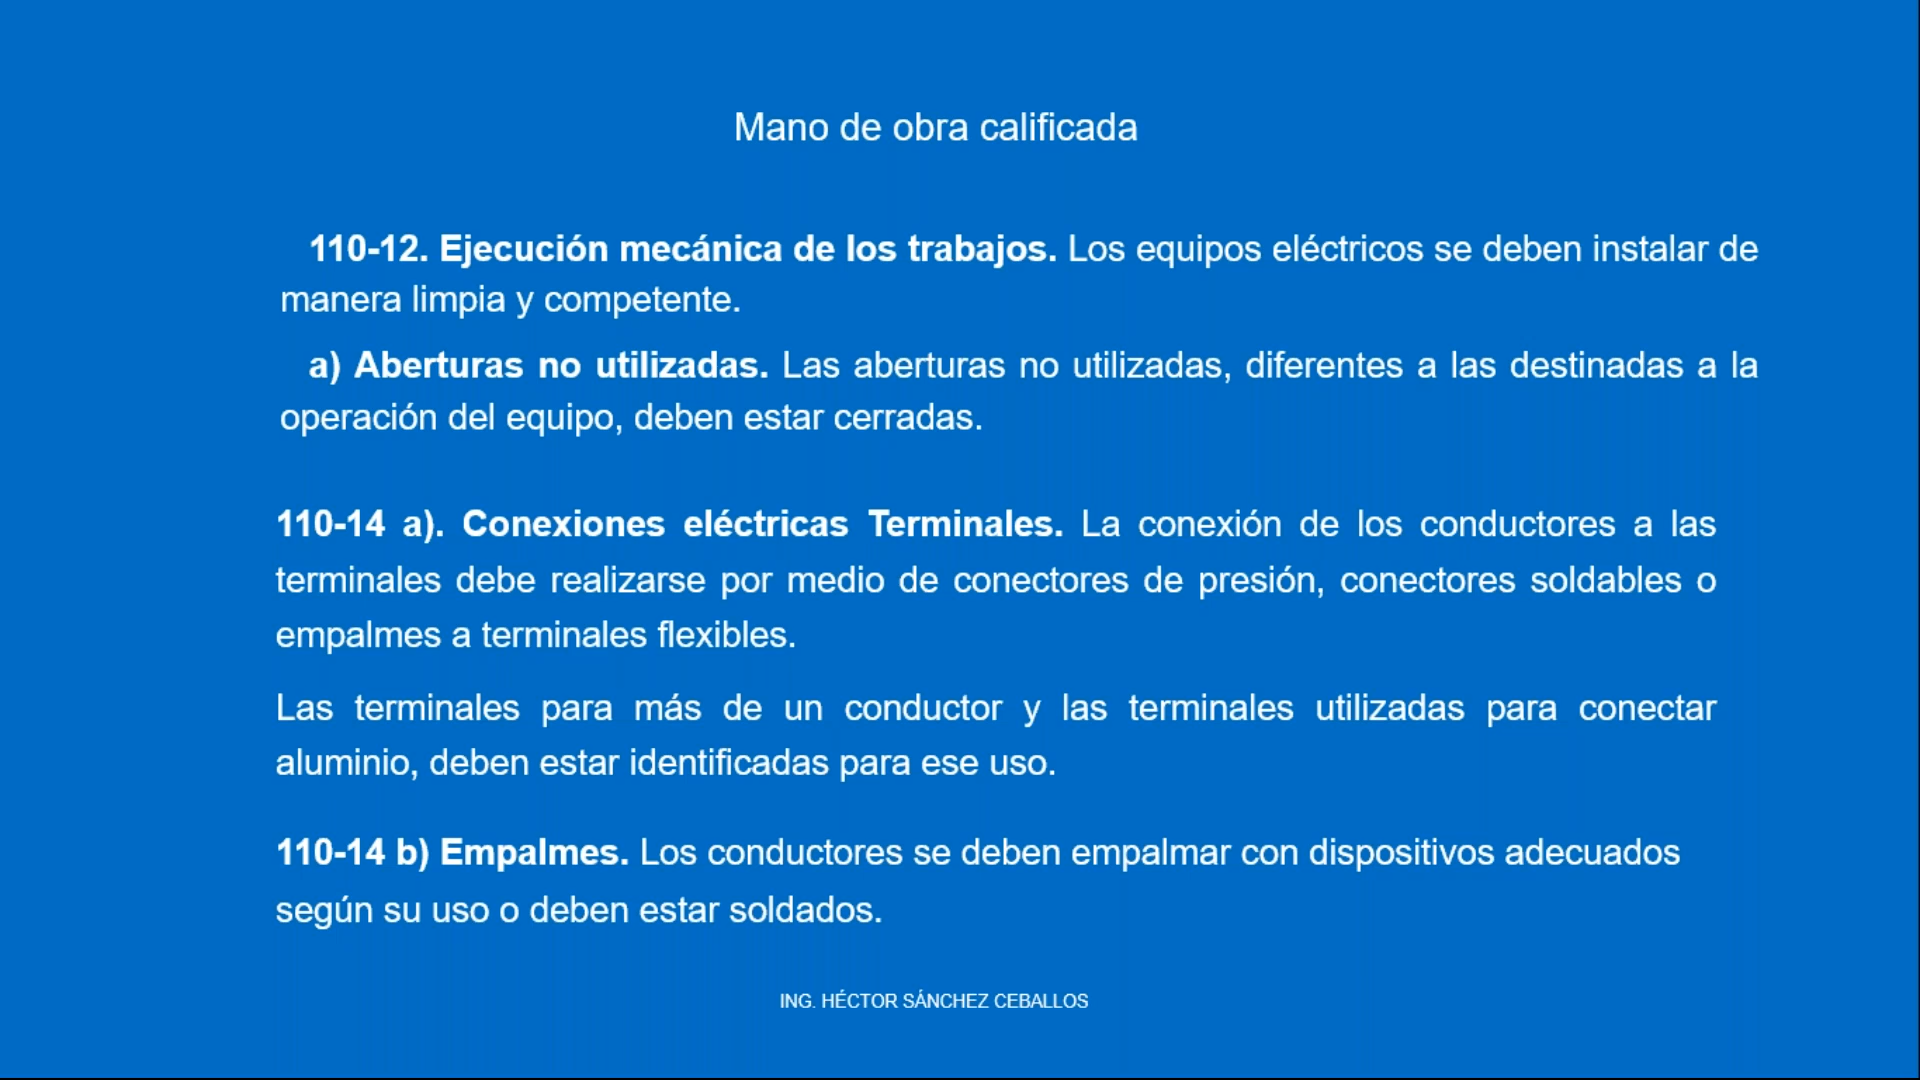 Mano de obra calificada
110-12. Ejecución mecánica de los trabajos. Los equipos eléctricos se deben instalar de
manera limpia y competente.
a) Aberturas no utilizadas. Las aberturas no utilizadas, diferentes a las destinadas a la
operación del equipo, deben estar cerradas.
110-14 a). Conexiones eléctricas Terminales. La conexión de los conductores a las
terminales debe realizarse por medio de conectores de presión, conectores soldables o
empalmes a terminales flexibles.
Las terminales para más de un conductor y las terminales utilizadas para conectar
aluminio, deben estar identificadas para ese uso.
110-14 b) Empalmes. Los conductores se deben empalmar con dispositivos adecuados
según su uso o deben estar soldados.
ING. HÉCTOR SÁNCHEZ CEBALLOS